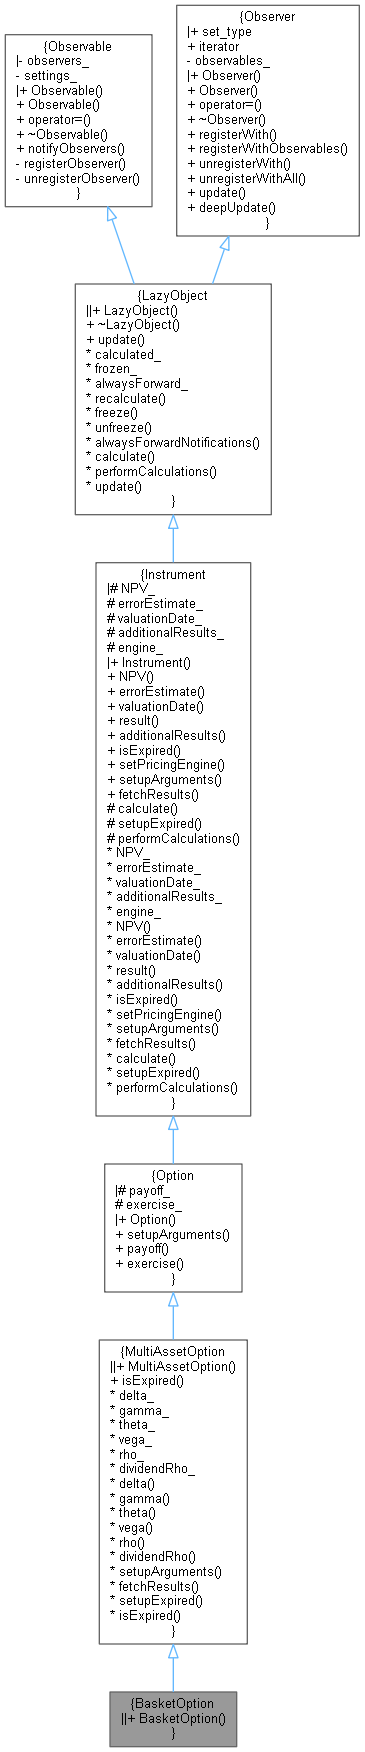 {Observable
|- observers_
- settings_
|+ Observable()
+ Observable()
+ operator=()
+ ~Observable()
+ notifyObservers()
- registerObserver()
- unregisterObserver()
}
{Observer
|+ set_type
+ iterator
- observables_
|+ Observer()
+ Observer()
+ operator=()
+ ~Observer()
+ registerWith()
+ registerWithObservables()
+ unregisterWith()
+ unregisterWithAll()
+ update()
+ deepUpdate()
}
{LazyObject
||+ LazyObject()
+ ~LazyObject()
+ update()
* calculated_
* frozen_
* alwaysForward_
* recalculate()
* freeze()
* unfreeze()
* alwaysForwardNotifications()
* calculate()
* performCalculations()
* update()
}
{Instrument
|# NPV_
# errorEstimate_
# valuationDate_
# additionalResults_
# engine_
|+ Instrument()
+ NPV()
+ errorEstimate()
+ valuationDate()
+ result()
+ additionalResults()
+ isExpired()
+ setPricingEngine()
+ setupArguments()
+ fetchResults()
# calculate()
# setupExpired()
# performCalculations()
* NPV_
* errorEstimate_
* valuationDate_
* additionalResults_
* engine_
* NPV()
* errorEstimate()
* valuationDate()
* result()
* additionalResults()
* isExpired()
* setPricingEngine()
* setupArguments()
* fetchResults()
* calculate()
* setupExpired()
* performCalculations()
}
{Option
|# payoff_
# exercise_
|+ Option()
+ setupArguments()
+ payoff()
+ exercise()
}
{MultiAssetOption
||+ MultiAssetOption()
+ isExpired()
* delta_
* gamma_
* theta_
* vega_
* rho_
* dividendRho_
* delta()
* gamma()
* theta()
* vega()
* rho()
* dividendRho()
* setupArguments()
* fetchResults()
* setupExpired()
* isExpired()
}
{BasketOption
||+ BasketOption()
}